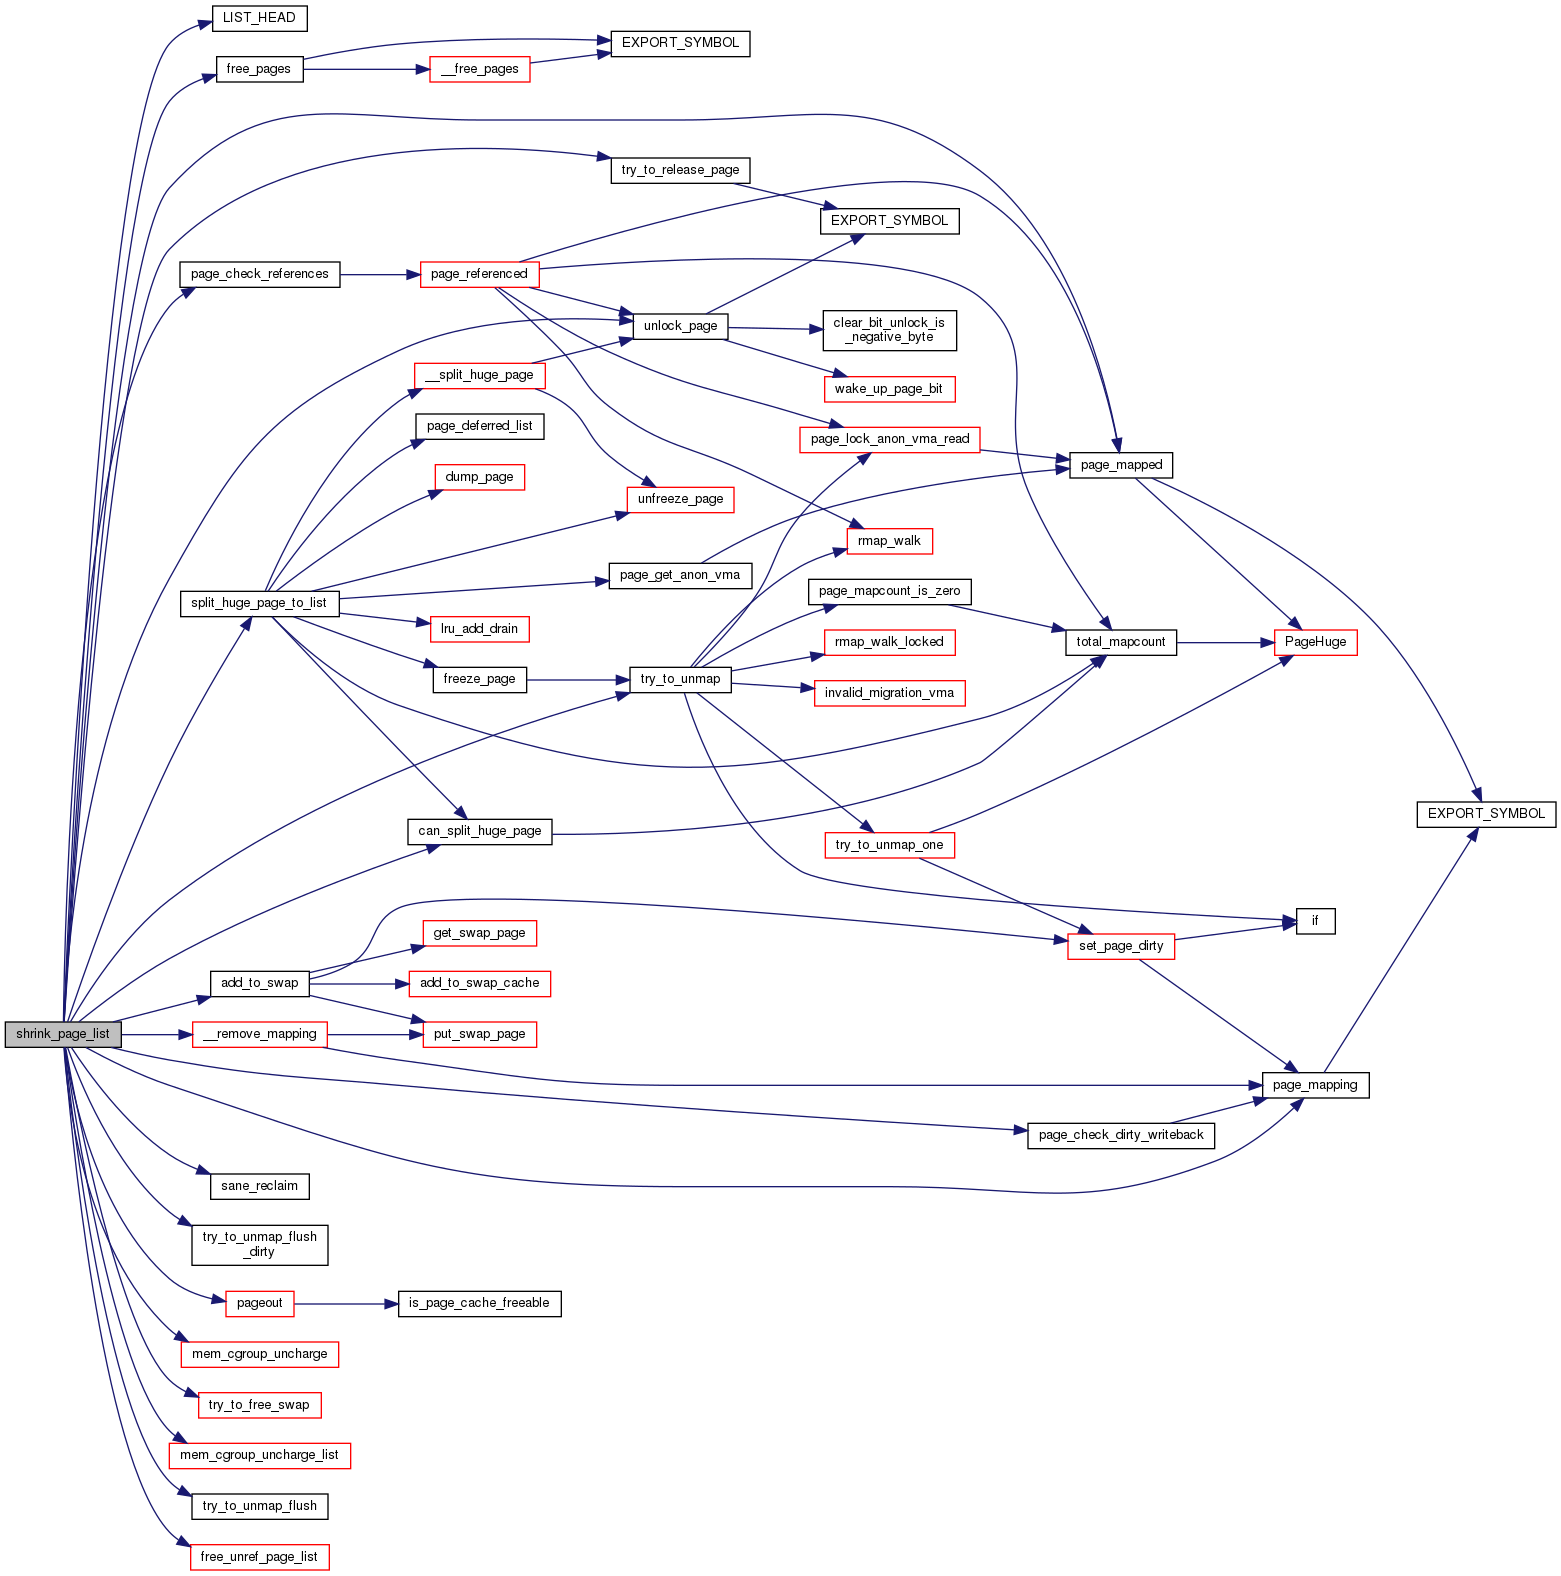 LIST_HEAD
free_pages
EXPORT_SYMBOL
__free_pages
try_to_release_page
EXPORT_SYMBOL
page_check_references
page_referenced
unlock_page
clear_bit_unlock_is
_negative_byte
__split_huge_page
wake_up_page_bit
page_deferred_list
page_lock_anon_vma_read
page_mapped
dump_page
unfreeze_page
rmap_walk
page_get_anon_vma
page_mapcount_is_zero
split_huge_page_to_list
lru_add_drain
rmap_walk_locked
total_mapcount
PageHuge
freeze_page
try_to_unmap
invalid_migration_vma
can_split_huge_page
try_to_unmap_one
EXPORT_SYMBOL
if
get_swap_page
set_page_dirty
add_to_swap
add_to_swap_cache
shrink_page_list
__remove_mapping
put_swap_page
page_mapping
page_check_dirty_writeback
sane_reclaim
try_to_unmap_flush
_dirty
pageout
is_page_cache_freeable
mem_cgroup_uncharge
try_to_free_swap
mem_cgroup_uncharge_list
try_to_unmap_flush
free_unref_page_list